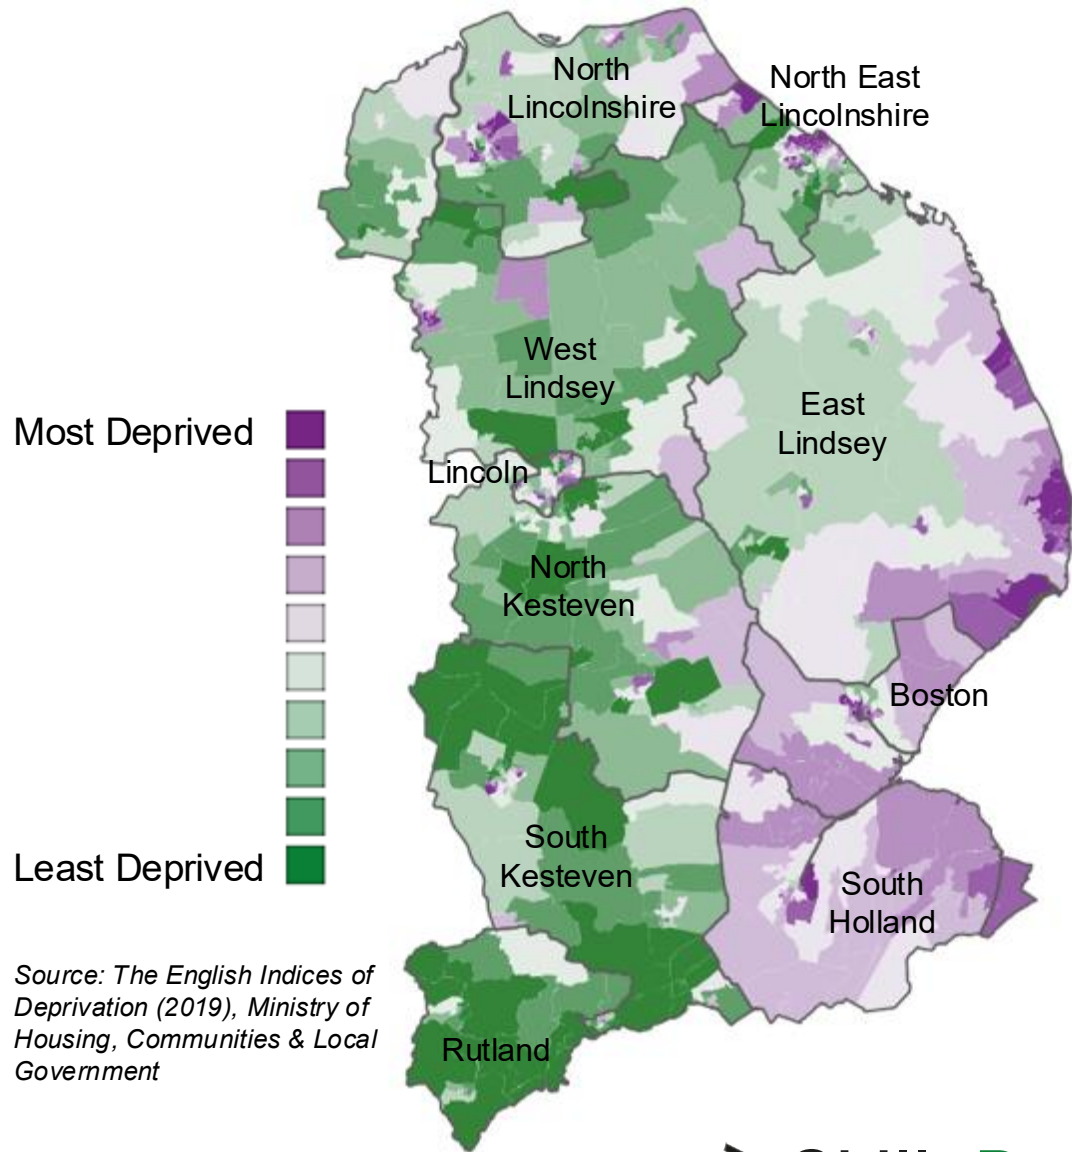 North
Lincolnshire
North East
Lincolnshire
West
Lindsey
East
Lindsey
Most Deprived
Lincoln
North
Kesteven
Boston
South
Kesteven
Least Deprived
South
Holland
Source: The English Indices of
Deprivation (2019), Ministry of
Housing, Communities & Local
Government
Rutland